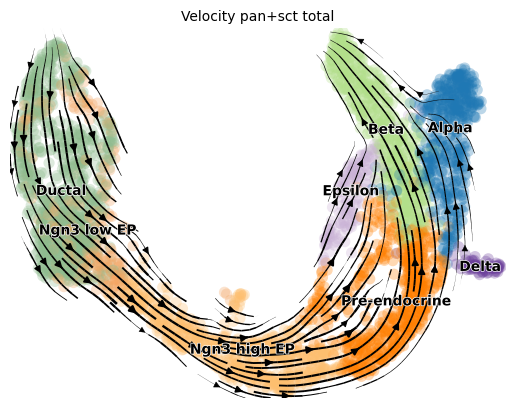 Velocity pan+sct total
Beta
Alpha
Ductal
Epsilon
Ngn3 low EP
Delta
Pre-endocrine
Ngn3 high EP